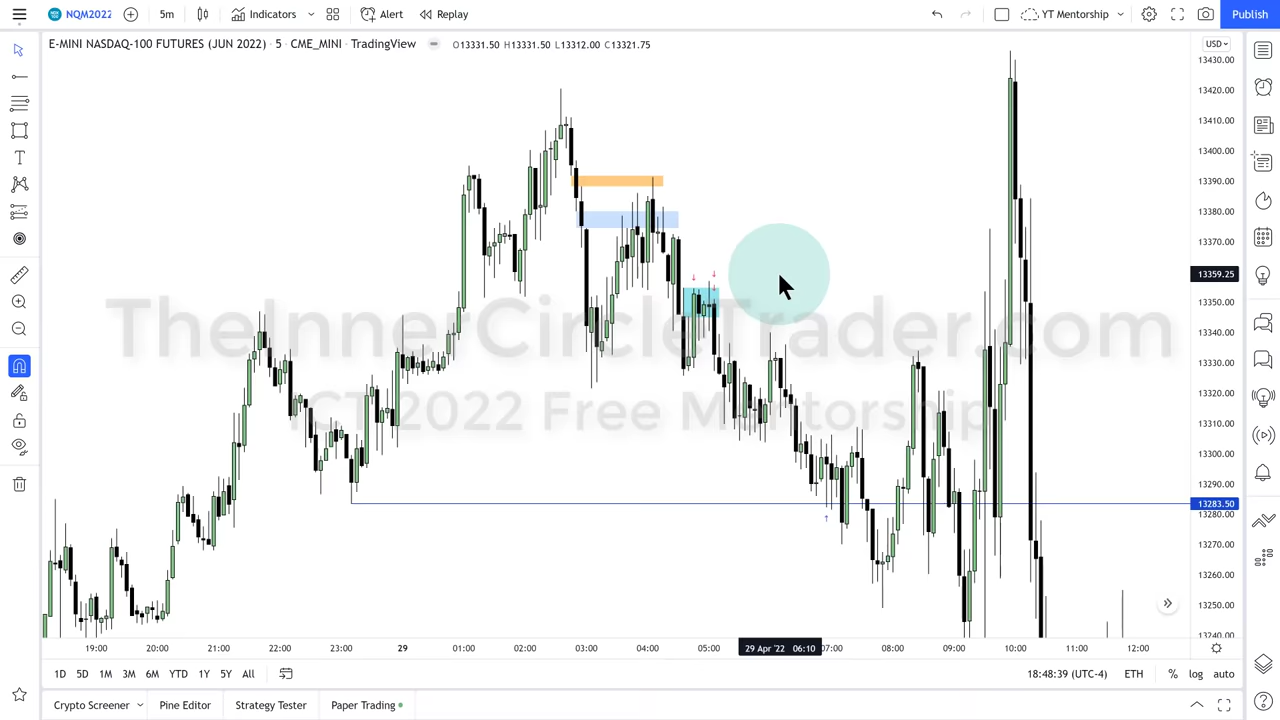 NQM2022 5m Indicators Alert Replay YT Mentorship Publish
E-MINI NASDAQ-100 FUTURES (JUN 2022) · 5 · CME_MINI · TradingView O13331.50 H13331.50 L13312.00 C13321.75
USD
13430.00
13420.00
13410.00
13400.00
13390.00
13380.00
13370.00
13359.25
13350.00
13340.00
13330.00
13320.00
13310.00
13300.00
13290.00
13283.50
13280.00
13270.00
13260.00
13250.00
13240.00
TheInnerCircleTrader.com
ICT 2022 Free Mentorship
19:00 20:00 21:00 22:00 23:00 29 01:00 02:00 03:00 04:00 05:00 29 Apr '22 06:10 07:00 08:00 09:00 10:00 11:00 12:00
1D 5D 1M 3M 6M YTD 1Y 5Y All 18:48:39 (UTC-4) ETH % log auto
Crypto Screener Pine Editor Strategy Tester Paper Trading